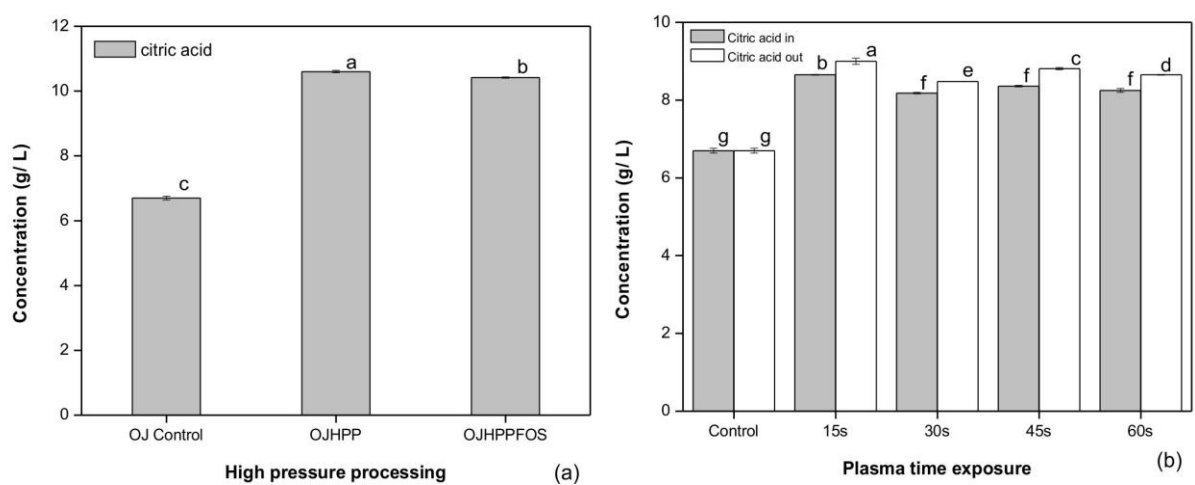 12
10
8
6
4
2
0
Concentration (g/ L)
citric acid
c
a
b
OJ Control OJHPP OJHPPFOS
High pressure processing
(a)
10
8
6
4
2
0
Concentration (g/ L)
Citric acid in
Citric acid out
g g b a f e f c f d
Control 15s 30s 45s 60s
Plasma time exposure
(b)